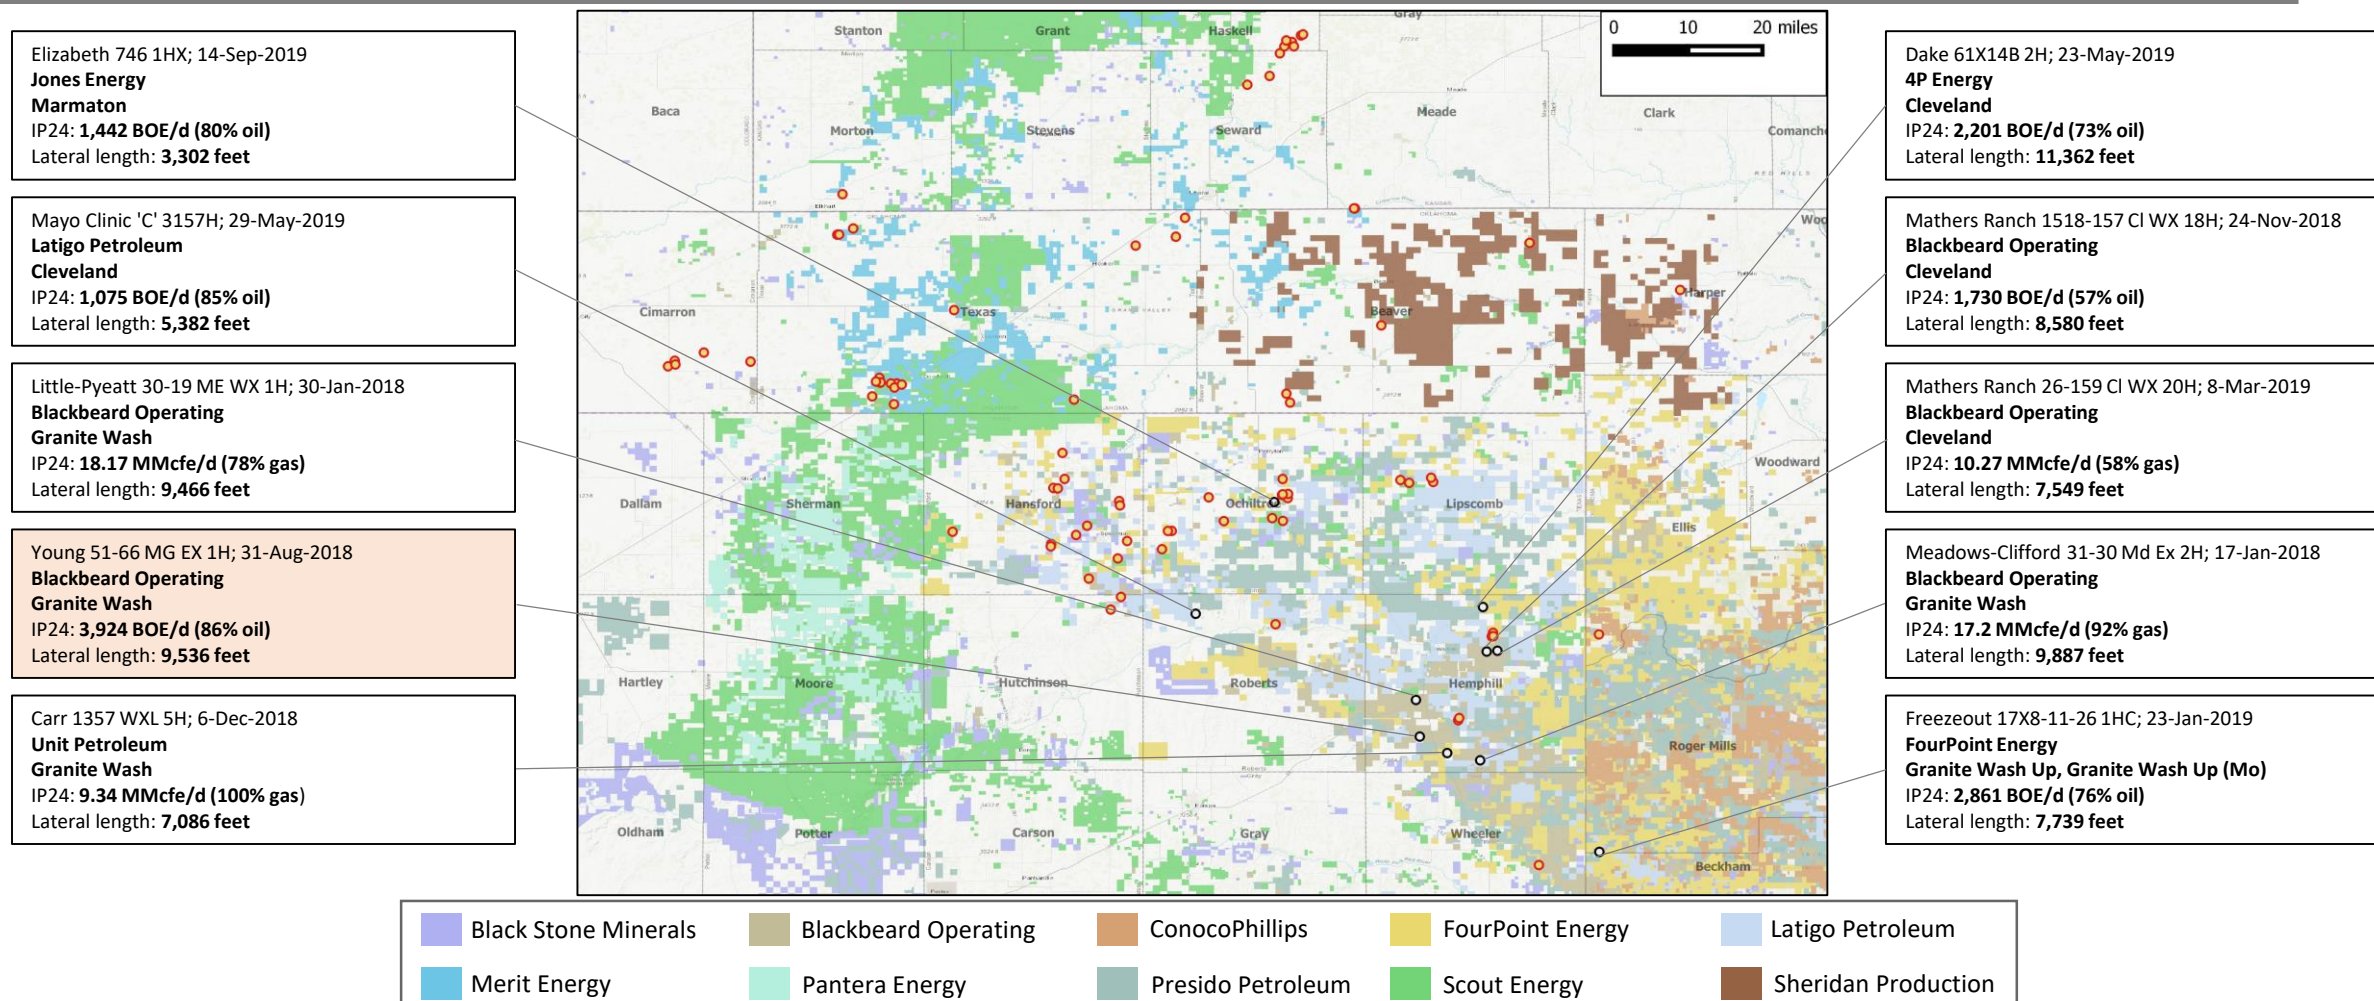 Elizabeth 746 1HX; 14-Sep-2019
Jones Energy
Marmaton
IP24: 1,442 BOE/d (80% oil)
Lateral length: 3,302 feet
Mayo Clinic 'C' 3157H; 29-May-2019
Latigo Petroleum
Cleveland
IP24: 1,075 BOE/d (85% oil)
Lateral length: 5,382 feet
Little-Pyeatt 30-19 ME WX 1H; 30-Jan-2018
Blackbeard Operating
Granite Wash
IP24: 18.17 MMcfe/d (78% gas)
Lateral length: 9,466 feet
Young 51-66 MG EX 1H; 31-Aug-2018
Blackbeard Operating
Granite Wash
IP24: 3,924 BOE/d (86% oil)
Lateral length: 9,536 feet
Carr 1357 WXL 5H; 6-Dec-2018
Unit Petroleum
Granite Wash
IP24: 9.34 MMcfe/d (100% gas)
Lateral length: 7,086 feet
0 10 20 miles
Gray
Stanton Grant Haskell
Baca Morton Stevens Seward Meade Clark Comanch
Woo
Cimarron Texas Beaver Harper
Dallam Sherman Hansford Ochiltree Lipscomb Ellis Woodward
Hartley Moore Hutchinson Roberts Hemphill Roger Mills
Oldham Potter Carson Gray Wheeler Beckham
Dake 61X14B 2H; 23-May-2019
4P Energy
Cleveland
IP24: 2,201 BOE/d (73% oil)
Lateral length: 11,362 feet
Mathers Ranch 1518-157 Cl WX 18H; 24-Nov-2018
Blackbeard Operating
Cleveland
IP24: 1,730 BOE/d (57% oil)
Lateral length: 8,580 feet
Mathers Ranch 26-159 Cl WX 20H; 8-Mar-2019
Blackbeard Operating
Cleveland
IP24: 10.27 MMcfe/d (58% gas)
Lateral length: 7,549 feet
Meadows-Clifford 31-30 Md Ex 2H; 17-Jan-2018
Blackbeard Operating
Granite Wash
IP24: 17.2 MMcfe/d (92% gas)
Lateral length: 9,887 feet
Freezeout 17X8-11-26 1HC; 23-Jan-2019
FourPoint Energy
Granite Wash Up, Granite Wash Up (Mo)
IP24: 2,861 BOE/d (76% oil)
Lateral length: 7,739 feet
Black Stone Minerals Blackbeard Operating ConocoPhillips FourPoint Energy Latigo Petroleum
Merit Energy Pantera Energy Presido Petroleum Scout Energy Sheridan Production